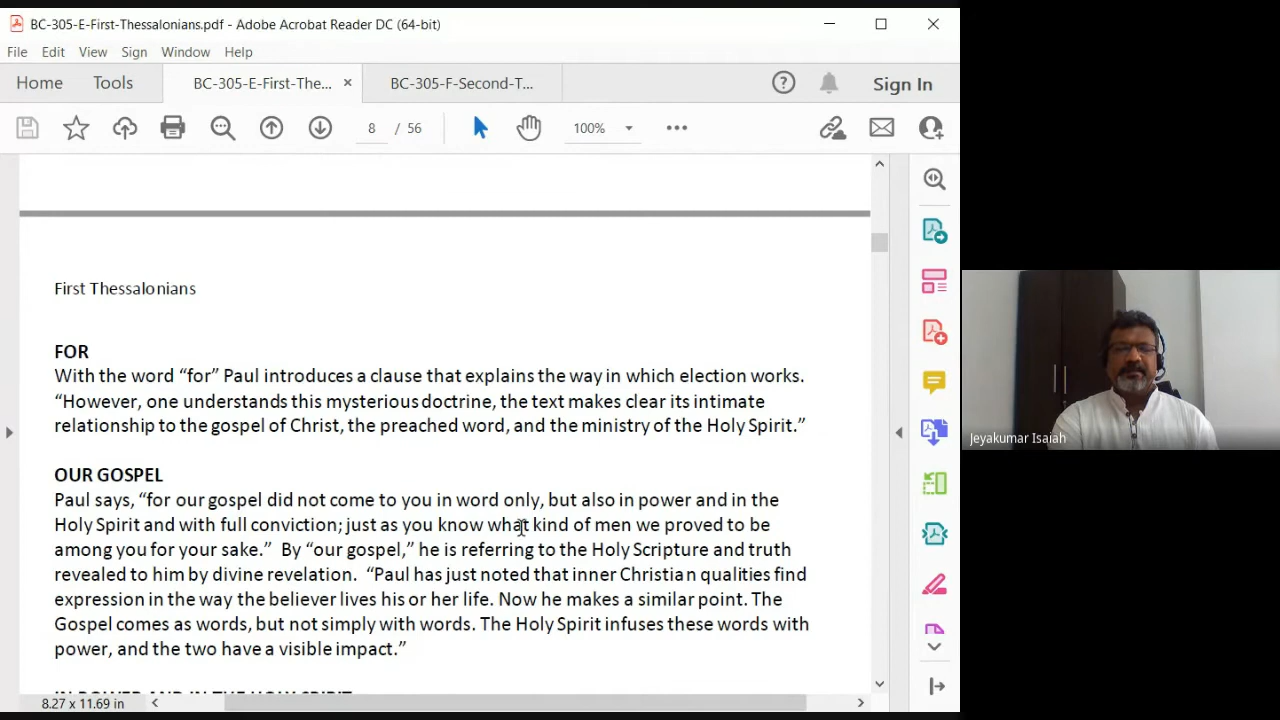 BC-305-E-First-Thessalonians.pdf - Adobe Acrobat Reader DC (64-bit)
File Edit View Sign Window Help
Home Tools BC-305-E-First-The... × BC-305-F-Second-T... Sign In
8 / 56 100%
First Thessalonians
FOR
With the word “for” Paul introduces a clause that explains the way in which election works.
“However, one understands this mysterious doctrine, the text makes clear its intimate
relationship to the gospel of Christ, the preached word, and the ministry of the Holy Spirit.”
OUR GOSPEL
Paul says, “for our gospel did not come to you in word only, but also in power and in the
Holy Spirit and with full conviction; just as you know what kind of men we proved to be
among you for your sake.” By “our gospel,” he is referring to the Holy Scripture and truth
revealed to him by divine revelation. “Paul has just noted that inner Christian qualities find
expression in the way the believer lives his or her life. Now he makes a similar point. The
Gospel comes as words, but not simply with words. The Holy Spirit infuses these words with
power, and the two have a visible impact.”
IN POWER AND IN THE HOLY SPIRIT
8.27 x 11.69 in
Jeyakumar Isaiah